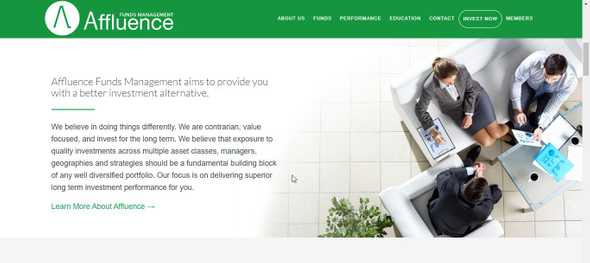 FUNDS MANAGEMENT
Affluence
ABOUT US FUNDS PERFORMANCE EDUCATION CONTACT INVEST NOW MEMBERS
Affluence Funds Management aims to provide you
with a better investment alternative.
We believe in doing things differently. We are contrarian, value
focused, and invest for the long term. We believe that exposure to
quality investments across multiple asset classes, managers,
geographies and strategies should be a fundamental building block
of any well diversified portfolio. Our focus is on delivering superior
long term investment performance for you.
Learn More About Affluence →